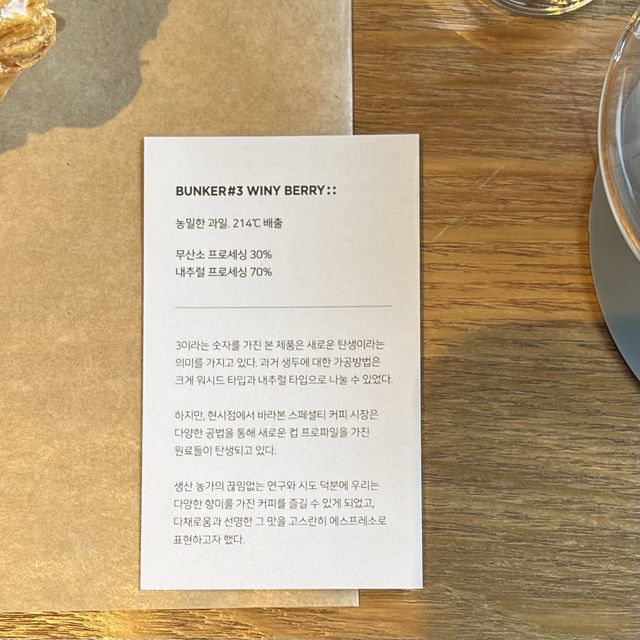 BUNKER#3 WINY BERRY::
농밀한 과일. 214℃ 배출
무산소 프로세싱 30%
내추럴 프로세싱 70%
3이라는 숫자를 가진 본 제품은 새로운 탄생이라는
의미를 가지고 있다. 과거 생두에 대한 가공방법은
크게 워시드 타입과 내추럴 타입으로 나눌 수 있었다.
하지만, 현시점에서 바라본 스페셜티 커피 시장은
다양한 공법을 통해 새로운 컵 프로파일을 가진
원료들이 탄생되고 있다.
생산 농가의 끊임없는 연구와 시도 덕분에 우리는
다양한 향미를 가진 커피를 즐길 수 있게 되었고,
다채로움과 선명한 그 맛을 고스란히 에스프레소로
표현하고자 했다.